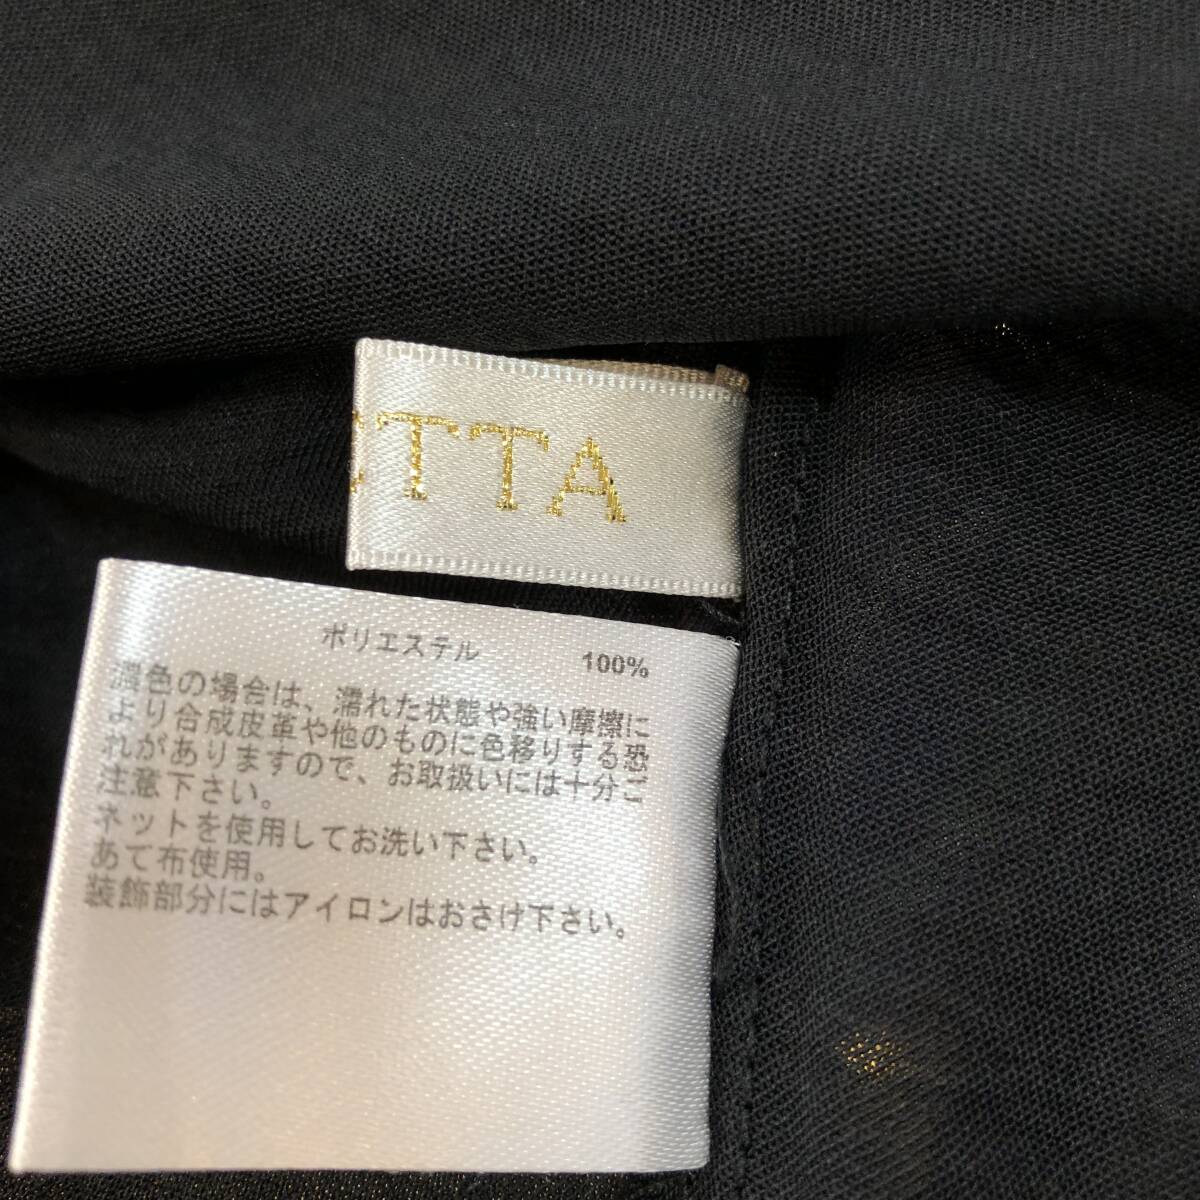 TTA
ポリエステル 100%
濃色の場合は、濡れた状態や強い摩擦に
より合成皮革や他のものに色移りする恐
れがありますので、お取扱いには十分ご
注意下さい。
ネットを使用してお洗い下さい。
あて布使用。
装飾部分にはアイロンはおさけ下さい。